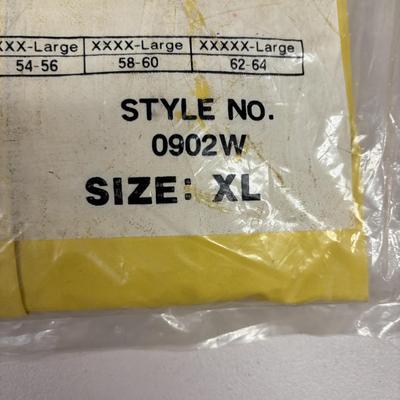 XXX-Large XXXX-Large XXXXX-Large
54-56 58-60 62-64
STYLE NO.
0902W
SIZE: XL